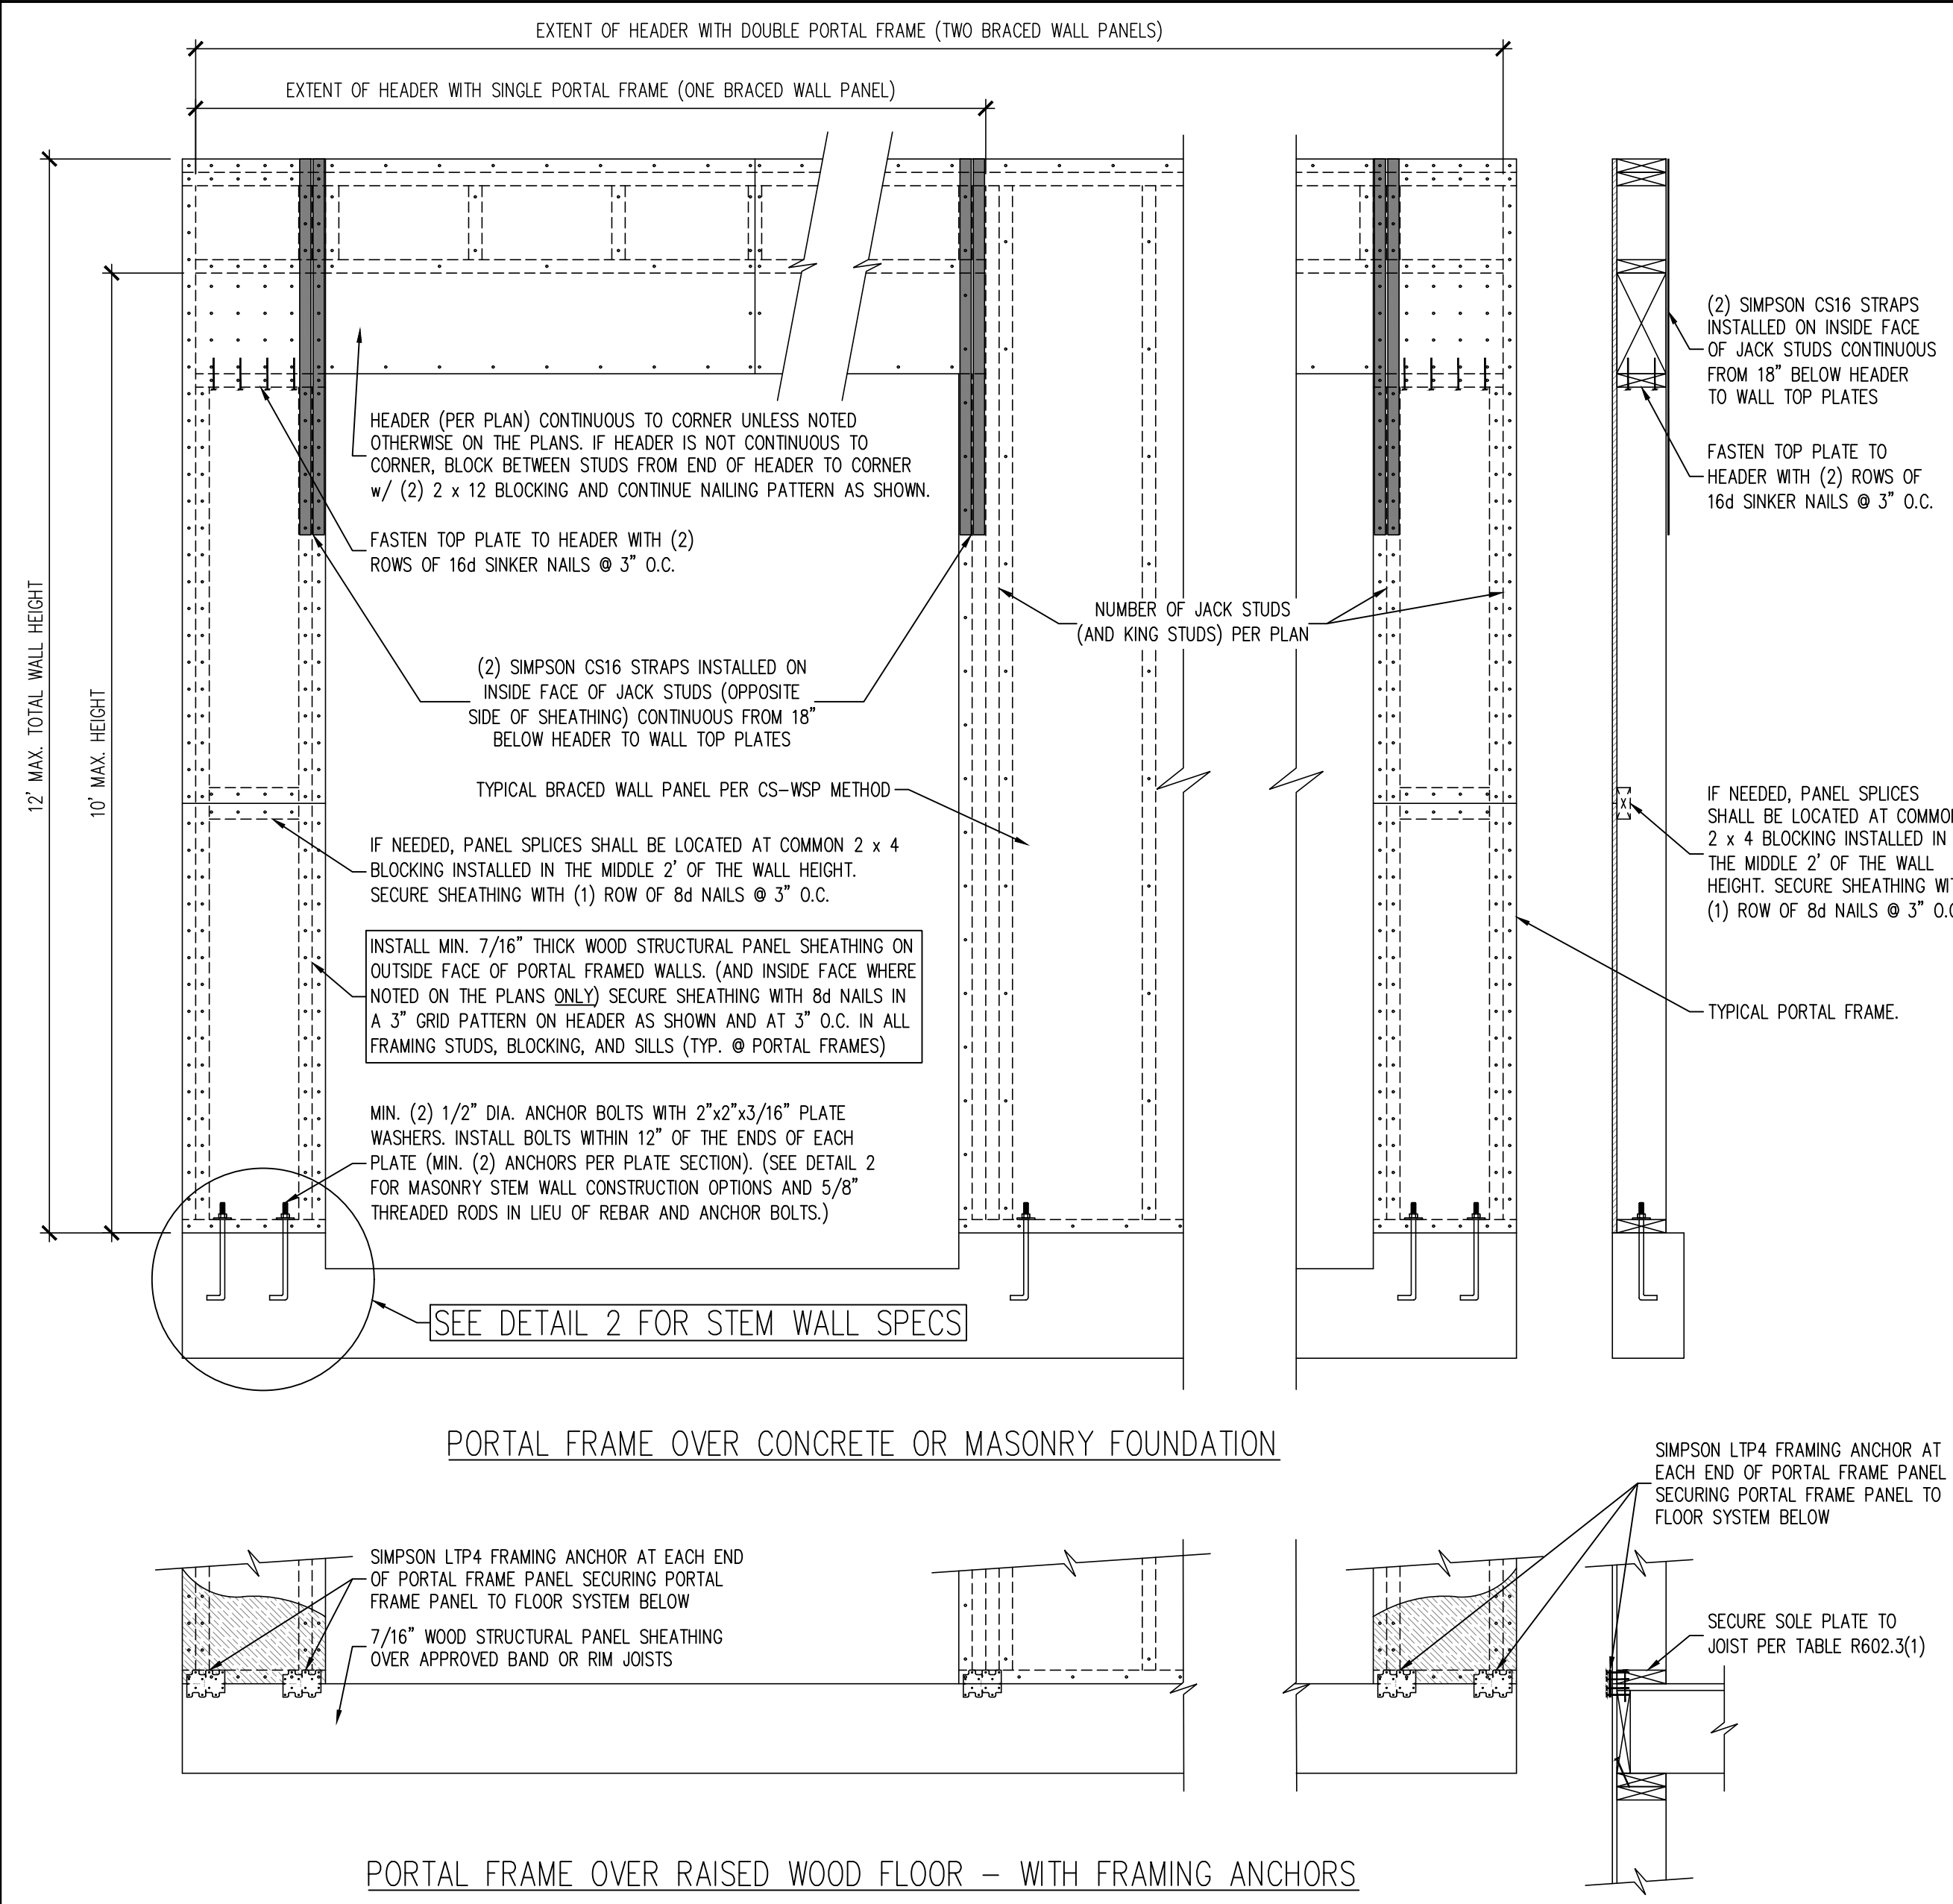 EXTENT OF HEADER WITH DOUBLE PORTAL FRAME (TWO BRACED WALL PANELS)
EXTENT OF HEADER WITH SINGLE PORTAL FRAME (ONE BRACED WALL PANEL)
12' MAX. TOTAL WALL HEIGHT
10' MAX. HEIGHT
HEADER (PER PLAN) CONTINUOUS TO CORNER UNLESS NOTED
OTHERWISE ON THE PLANS. IF HEADER IS NOT CONTINUOUS TO
CORNER, BLOCK BETWEEN STUDS FROM END OF HEADER TO CORNER
w/ (2) 2 x 12 BLOCKING AND CONTINUE NAILING PATTERN AS SHOWN.
FASTEN TOP PLATE TO HEADER WITH (2)
ROWS OF 16d SINKER NAILS @ 3" O.C.
(2) SIMPSON CS16 STRAPS INSTALLED ON
INSIDE FACE OF JACK STUDS (OPPOSITE
SIDE OF SHEATHING) CONTINUOUS FROM 18"
BELOW HEADER TO WALL TOP PLATES
NUMBER OF JACK STUDS
(AND KING STUDS) PER PLAN
TYPICAL BRACED WALL PANEL PER CS-WSP METHOD
IF NEEDED, PANEL SPLICES SHALL BE LOCATED AT COMMON 2 x 4
BLOCKING INSTALLED IN THE MIDDLE 2' OF THE WALL HEIGHT.
SECURE SHEATHING WITH (1) ROW OF 8d NAILS @ 3" O.C.
INSTALL MIN. 7/16" THICK WOOD STRUCTURAL PANEL SHEATHING ON
OUTSIDE FACE OF PORTAL FRAMED WALLS. (AND INSIDE FACE WHERE
NOTED ON THE PLANS ONLY) SECURE SHEATHING WITH 8d NAILS IN
A 3" GRID PATTERN ON HEADER AS SHOWN AND AT 3" O.C. IN ALL
FRAMING STUDS, BLOCKING, AND SILLS (TYP. @ PORTAL FRAMES)
MIN. (2) 1/2" DIA. ANCHOR BOLTS WITH 2"x2"x3/16" PLATE
WASHERS. INSTALL BOLTS WITHIN 12" OF THE ENDS OF EACH
PLATE (MIN. (2) ANCHORS PER PLATE SECTION). (SEE DETAIL 2
FOR MASONRY STEM WALL CONSTRUCTION OPTIONS AND 5/8"
THREADED RODS IN LIEU OF REBAR AND ANCHOR BOLTS.)
SEE DETAIL 2 FOR STEM WALL SPECS
(2) SIMPSON CS16 STRAPS
INSTALLED ON INSIDE FACE
OF JACK STUDS CONTINUOUS
FROM 18" BELOW HEADER
TO WALL TOP PLATES
FASTEN TOP PLATE TO
HEADER WITH (2) ROWS OF
16d SINKER NAILS @ 3" O.C.
IF NEEDED, PANEL SPLICES
SHALL BE LOCATED AT COMMO
2 x 4 BLOCKING INSTALLED IN
THE MIDDLE 2' OF THE WALL
HEIGHT. SECURE SHEATHING WI
(1) ROW OF 8d NAILS @ 3" O.C
TYPICAL PORTAL FRAME.
PORTAL FRAME OVER CONCRETE OR MASONRY FOUNDATION
SIMPSON LTP4 FRAMING ANCHOR AT EACH END
OF PORTAL FRAME PANEL SECURING PORTAL
FRAME PANEL TO FLOOR SYSTEM BELOW
7/16" WOOD STRUCTURAL PANEL SHEATHING
OVER APPROVED BAND OR RIM JOISTS
SIMPSON LTP4 FRAMING ANCHOR AT
EACH END OF PORTAL FRAME PANEL
SECURING PORTAL FRAME PANEL TO
FLOOR SYSTEM BELOW
SECURE SOLE PLATE TO
JOIST PER TABLE R602.3(1)
PORTAL FRAME OVER RAISED WOOD FLOOR - WITH FRAMING ANCHORS